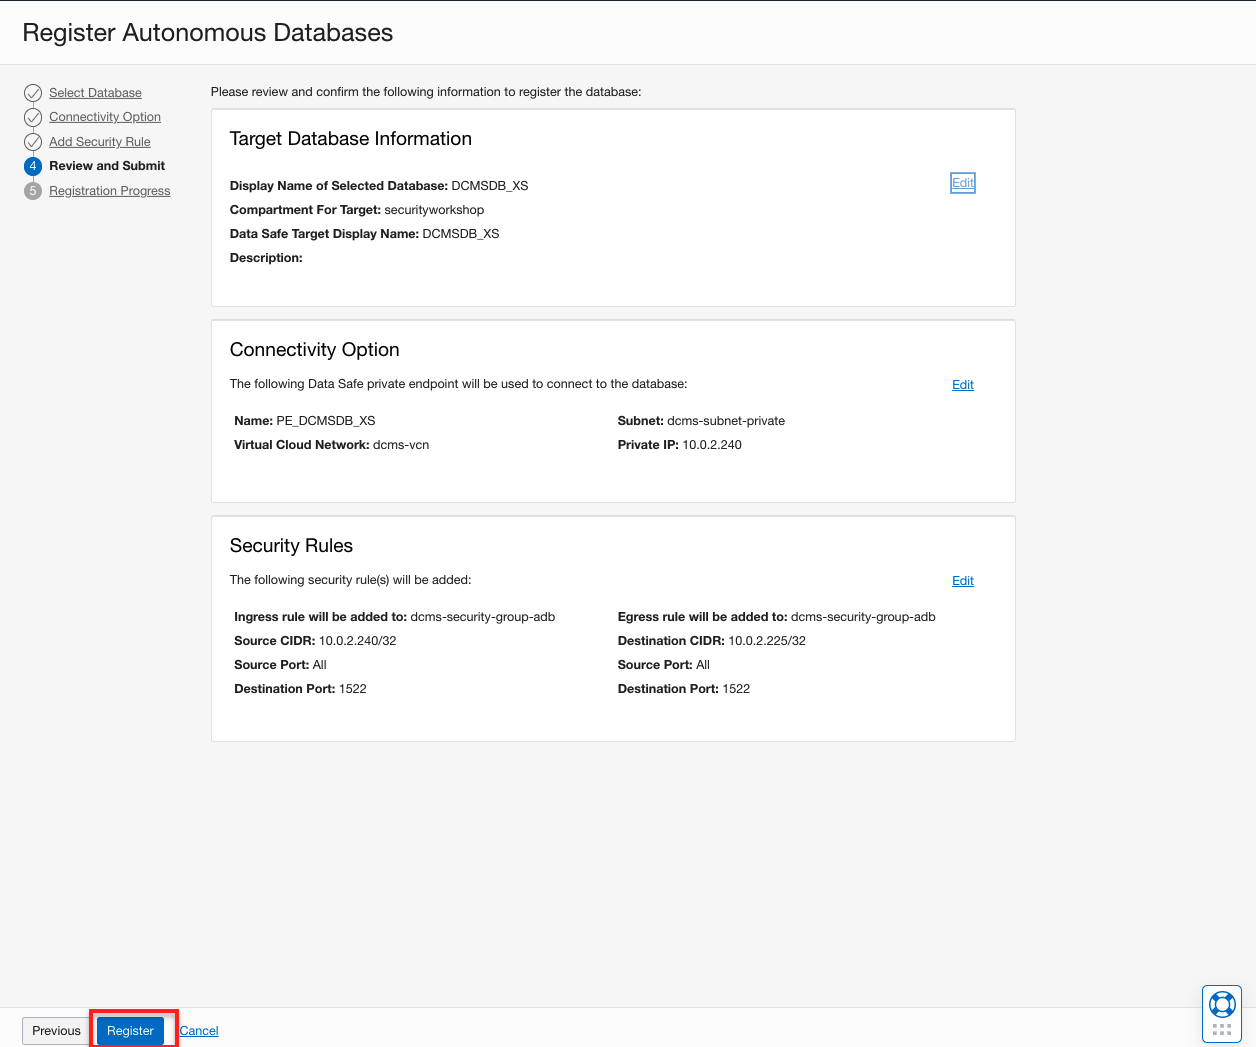 Register Autonomous Databases
Select Database
Connectivity Option
Add Security Rule
4 Review and Submit
5 Registration Progress
Please review and confirm the following information to register the database:
Target Database Information
Display Name of Selected Database: DCMSDB_XS
Edit
Compartment For Target: securityworkshop
Data Safe Target Display Name: DCMSDB_XS
Description:
Connectivity Option
The following Data Safe private endpoint will be used to connect to the database:
Edit
Name: PE_DCMSDB_XS
Subnet: dcms-subnet-private
Virtual Cloud Network: dcms-vcn
Private IP: 10.0.2.240
Security Rules
The following security rule(s) will be added:
Edit
Ingress rule will be added to: dcms-security-group-adb
Egress rule will be added to: dcms-security-group-adb
Source CIDR: 10.0.2.240/32
Destination CIDR: 10.0.2.225/32
Source Port: All
Source Port: All
Destination Port: 1522
Destination Port: 1522
Previous
Register
Cancel